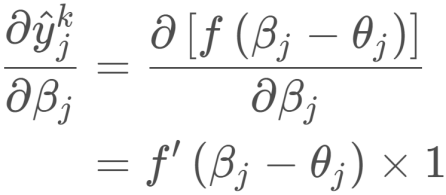 ∂ŷ_j^k / ∂β_j = ∂[f(β_j − θ_j)] / ∂β_j
= f′(β_j − θ_j) × 1